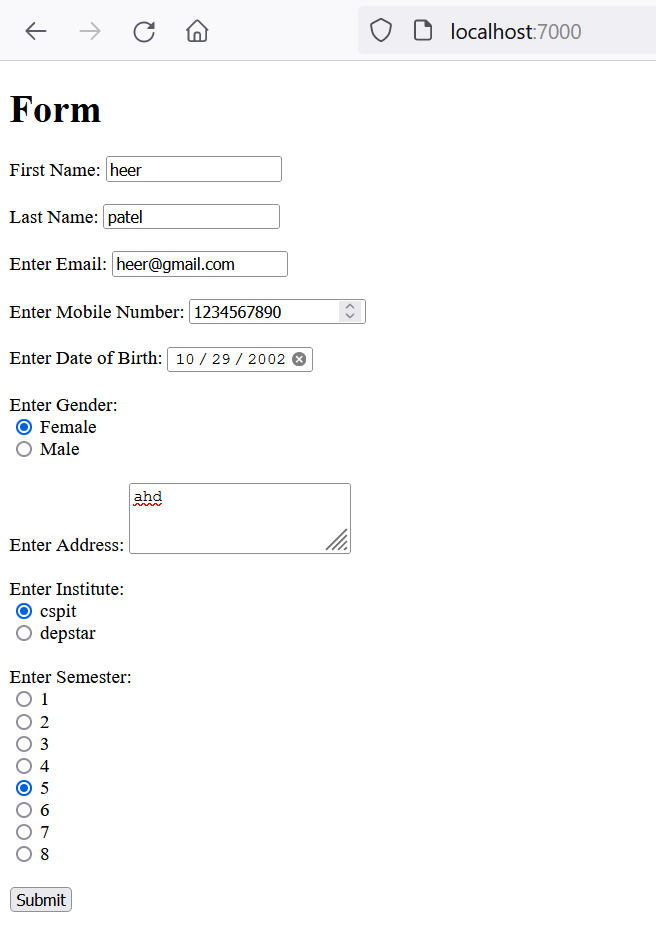 localhost:7000
Form
First Name: heer
Last Name: patel
Enter Email: heer@gmail.com
Enter Mobile Number: 1234567890
Enter Date of Birth: 10 / 29 / 2002
Enter Gender:
Female
Male
ahd
Enter Address:
Enter Institute:
cspit
depstar
Enter Semester:
1
2
3
4
5
6
7
8
Submit